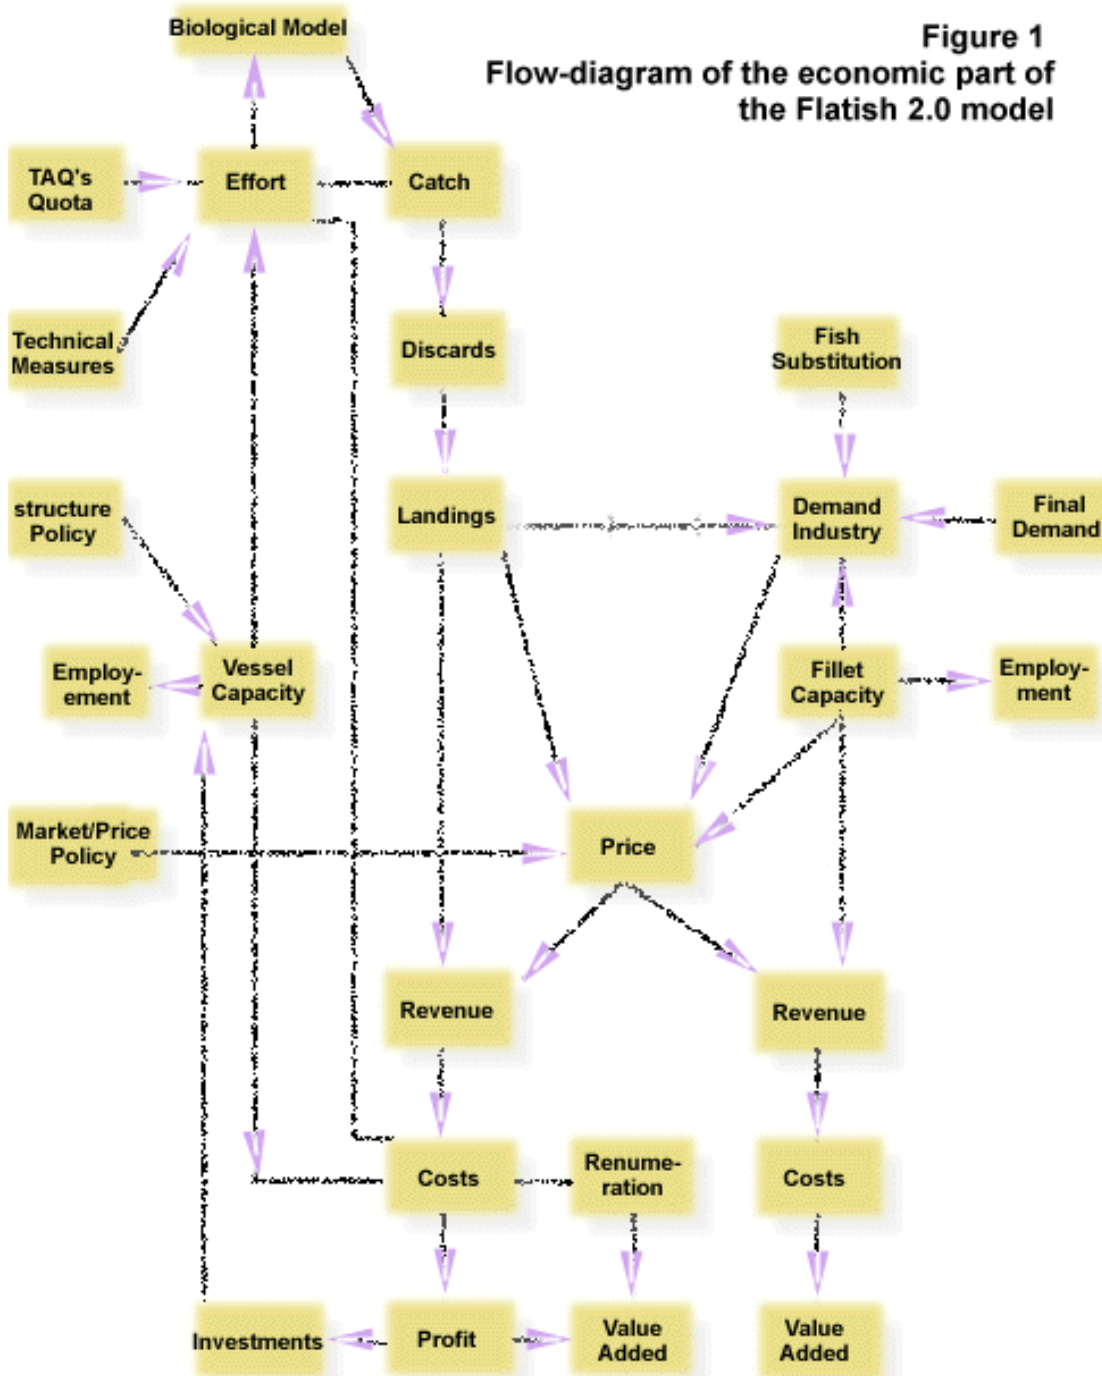 Biological Model
Figure 1
Flow-diagram of the economic part of
the Flatish 2.0 model
TAQ's
Quota
Effort
Catch
Technical
Measures
Discards
Fish
Substitution
structure
Policy
Landings
Demand
Industry
Final
Demand
Employ-
ement
Vessel
Capacity
Fillet
Capacity
Employ-
ment
Market/Price
Policy
Price
Revenue
Revenue
Costs
Renume-
ration
Costs
Investments
Profit
Value
Added
Value
Added